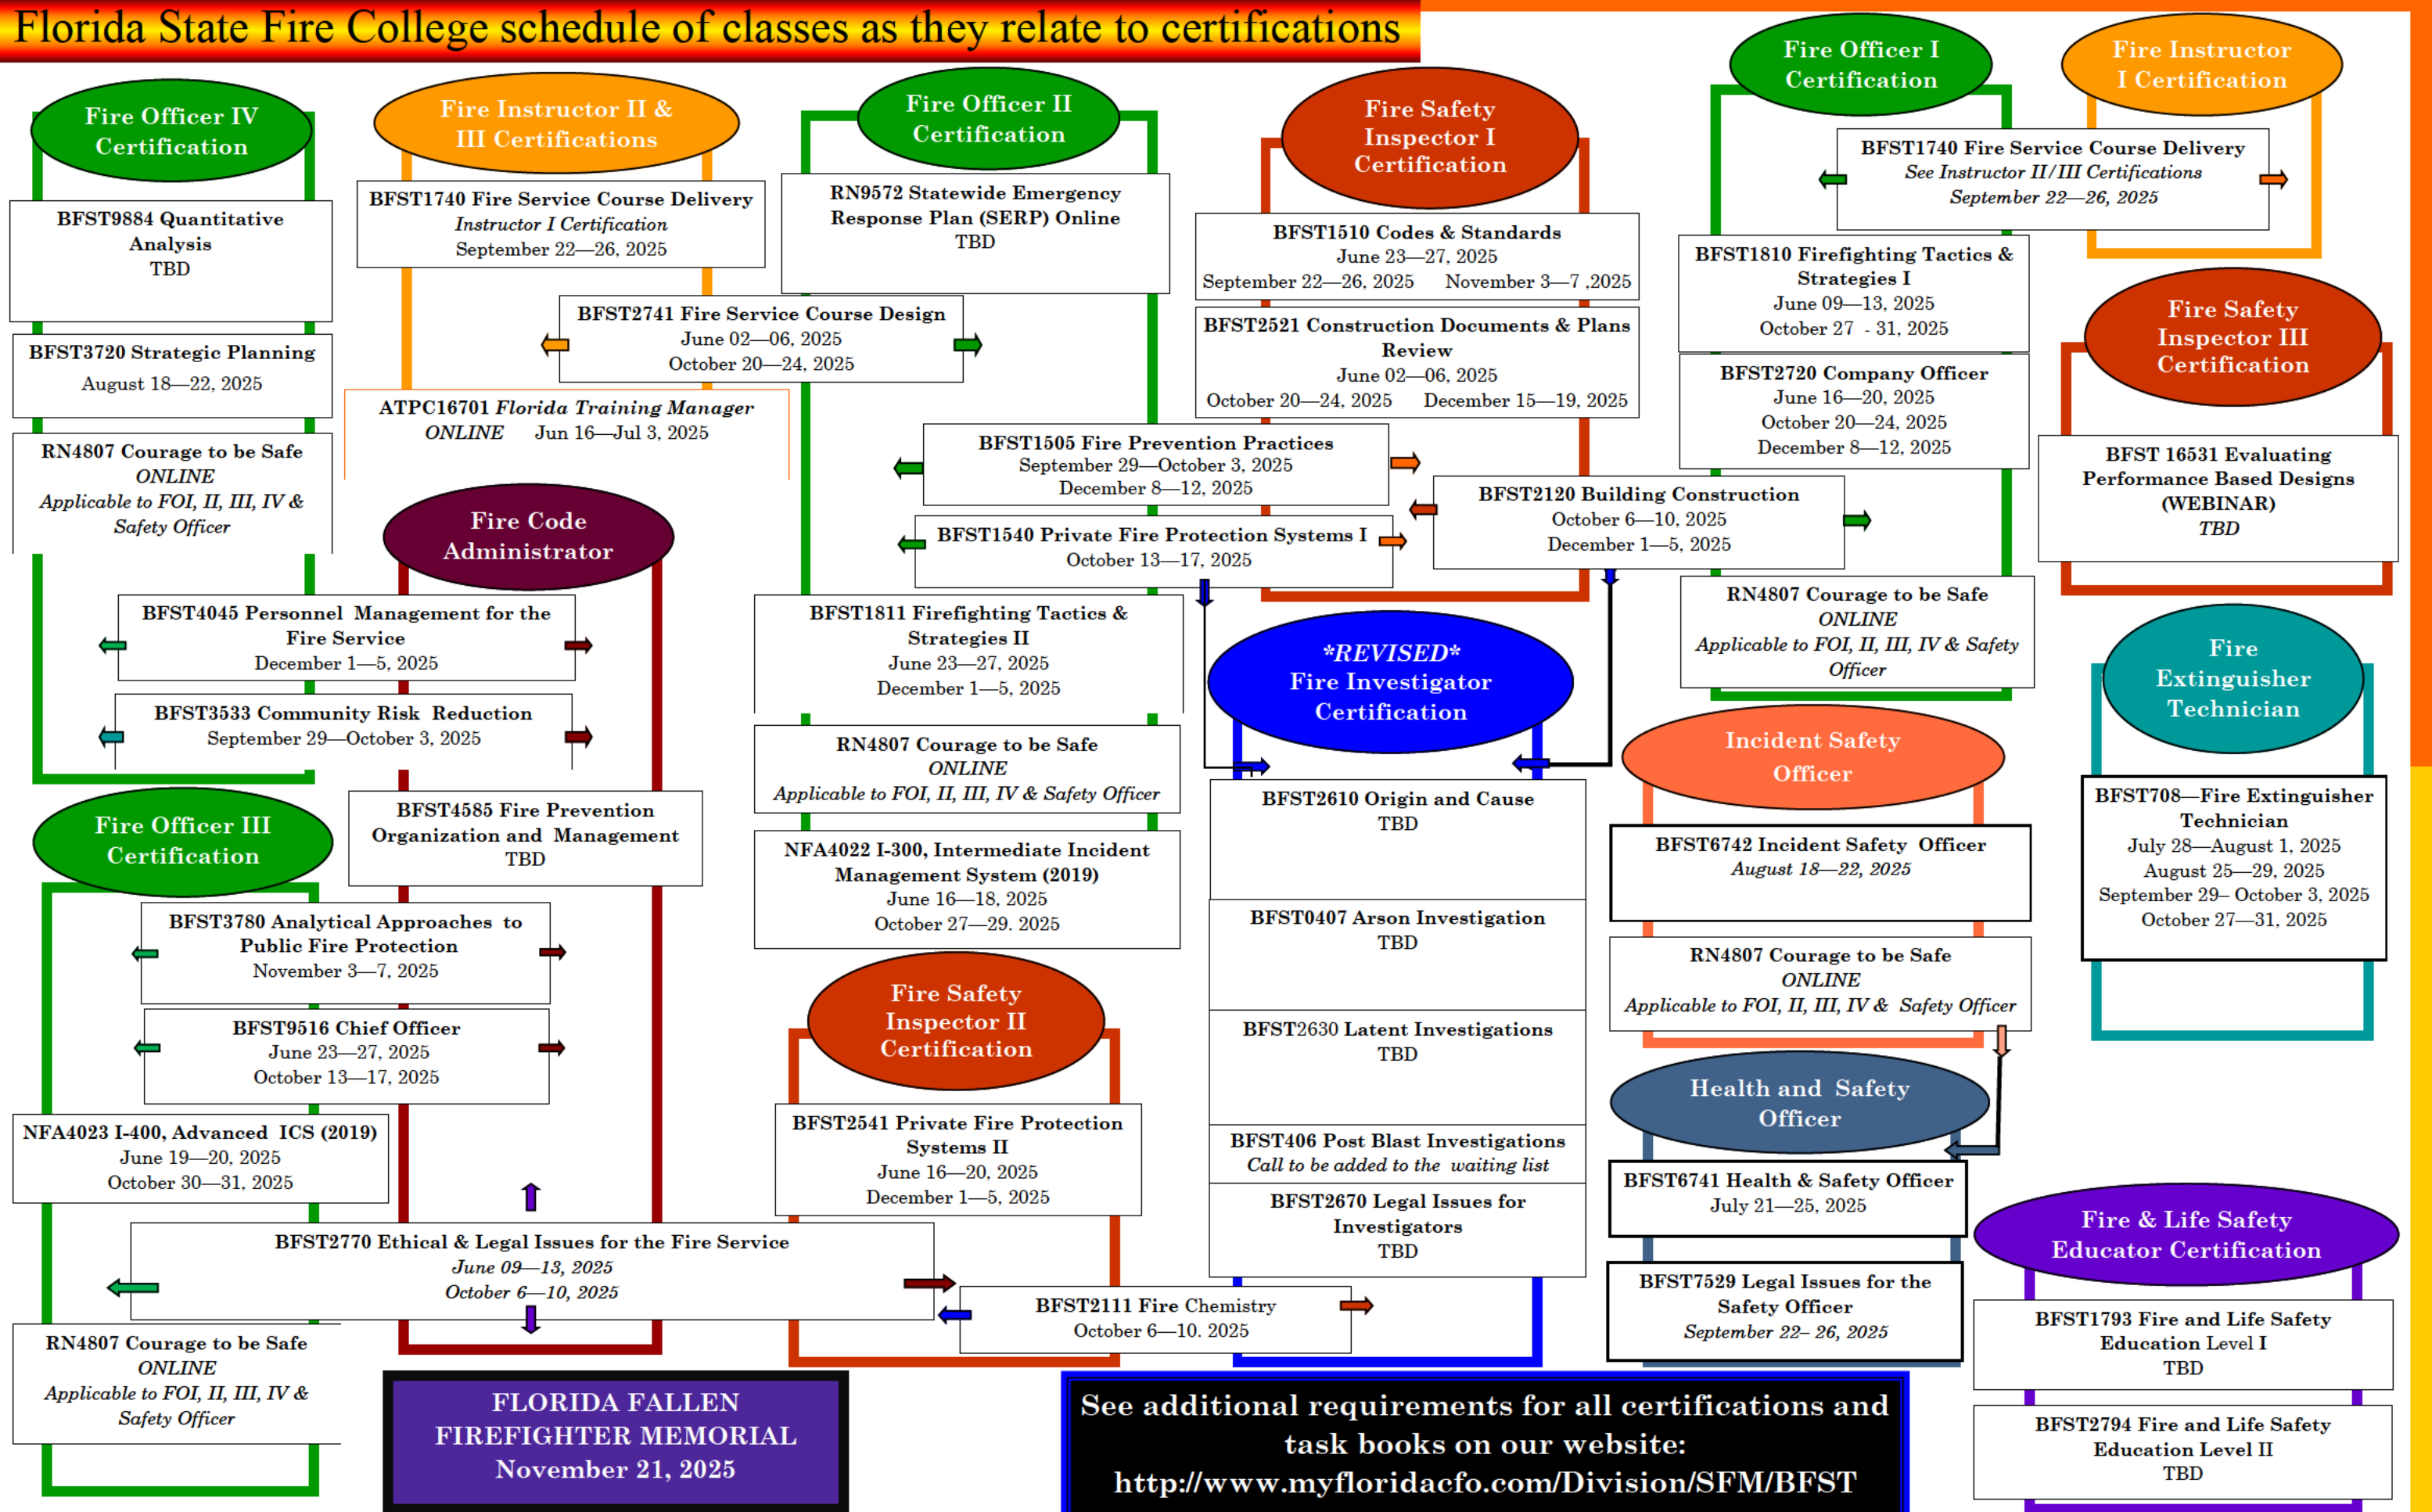 Florida State Fire College schedule of classes as they relate to certifications
Fire Officer IV
Certification
BFST9884 Quantitative
Analysis
TBD
BFST3720 Strategic Planning
August 18—22, 2025
RN4807 Courage to be Safe
ONLINE
Applicable to FOI, II, III, IV &
Safety Officer
Fire Instructor II &
III Certifications
BFST1740 Fire Service Course Delivery
Instructor I Certification
September 22—26, 2025
BFST2741 Fire Service Course Design
June 02—06, 2025
October 20—24, 2025
ATPC16701 Florida Training Manager
ONLINE Jun 16—Jul 3, 2025
Fire Code
Administrator
BFST4045 Personnel Management for the
Fire Service
December 1—5, 2025
BFST3533 Community Risk Reduction
September 29—October 3, 2025
BFST4585 Fire Prevention
Organization and Management
TBD
Fire Officer III
Certification
BFST3780 Analytical Approaches to
Public Fire Protection
November 3—7, 2025
BFST9516 Chief Officer
June 23—27, 2025
October 13—17, 2025
NFA4023 I-400, Advanced ICS (2019)
June 19—20, 2025
October 30—31, 2025
BFST2770 Ethical & Legal Issues for the Fire Service
June 09—13, 2025
October 6—10, 2025
RN4807 Courage to be Safe
ONLINE
Applicable to FOI, II, III, IV &
Safety Officer
FLORIDA FALLEN
FIREFIGHTER MEMORIAL
November 21, 2025
Fire Officer II
Certification
RN9572 Statewide Emergency
Response Plan (SERP) Online
TBD
BFST1505 Fire Prevention Practices
September 29—October 3, 2025
December 8—12, 2025
BFST1540 Private Fire Protection Systems I
October 13—17, 2025
BFST1811 Firefighting Tactics &
Strategies II
June 23—27, 2025
December 1—5, 2025
RN4807 Courage to be Safe
ONLINE
Applicable to FOI, II, III, IV & Safety Officer
NFA4022 I-300, Intermediate Incident
Management System (2019)
June 16—18, 2025
October 27—29. 2025
Fire Safety
Inspector II
Certification
BFST2541 Private Fire Protection
Systems II
June 16—20, 2025
December 1—5, 2025
BFST2111 Fire Chemistry
October 6—10. 2025
Fire Safety
Inspector I
Certification
BFST1510 Codes & Standards
June 23—27, 2025
September 22—26, 2025 November 3—7 ,2025
BFST2521 Construction Documents & Plans
Review
June 02—06, 2025
October 20—24, 2025 December 15—19, 2025
BFST2120 Building Construction
October 6—10, 2025
December 1—5, 2025
*REVISED*
Fire Investigator
Certification
BFST2610 Origin and Cause
TBD
BFST0407 Arson Investigation
TBD
BFST2630 Latent Investigations
TBD
BFST406 Post Blast Investigations
Call to be added to the waiting list
BFST2670 Legal Issues for
Investigators
TBD
See additional requirements for all certifications and
task books on our website:
http://www.myfloridacfo.com/Division/SFM/BFST
Fire Officer I
Certification
Fire Instructor
I Certification
BFST1740 Fire Service Course Delivery
See Instructor II/III Certifications
September 22—26, 2025
BFST1810 Firefighting Tactics &
Strategies I
June 09—13, 2025
October 27 - 31, 2025
BFST2720 Company Officer
June 16—20, 2025
October 20—24, 2025
December 8—12, 2025
RN4807 Courage to be Safe
ONLINE
Applicable to FOI, II, III, IV & Safety
Officer
Incident Safety
Officer
BFST6742 Incident Safety Officer
August 18—22, 2025
RN4807 Courage to be Safe
ONLINE
Applicable to FOI, II, III, IV & Safety Officer
Health and Safety
Officer
BFST6741 Health & Safety Officer
July 21—25, 2025
BFST7529 Legal Issues for the
Safety Officer
September 22– 26, 2025
Fire Safety
Inspector III
Certification
BFST 16531 Evaluating
Performance Based Designs
(WEBINAR)
TBD
Fire
Extinguisher
Technician
BFST708—Fire Extinguisher
Technician
July 28—August 1, 2025
August 25—29, 2025
September 29– October 3, 2025
October 27—31, 2025
Fire & Life Safety
Educator Certification
BFST1793 Fire and Life Safety
Education Level I
TBD
BFST2794 Fire and Life Safety
Education Level II
TBD